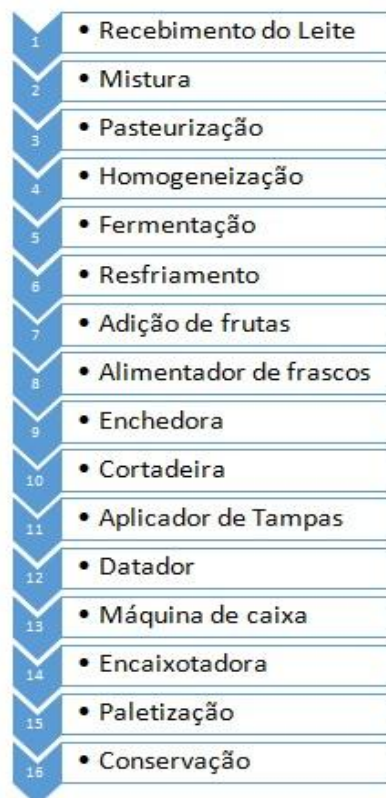 1 • Recebimento do Leite
2 • Mistura
3 • Pasteurização
4 • Homogeneização
5 • Fermentação
6 • Resfriamento
7 • Adição de frutas
8 • Alimentador de frascos
9 • Enchedora
10 • Cortadeira
11 • Aplicador de Tampas
12 • Datador
13 • Máquina de caixa
14 • Encaixotadora
15 • Paletização
16 • Conservação